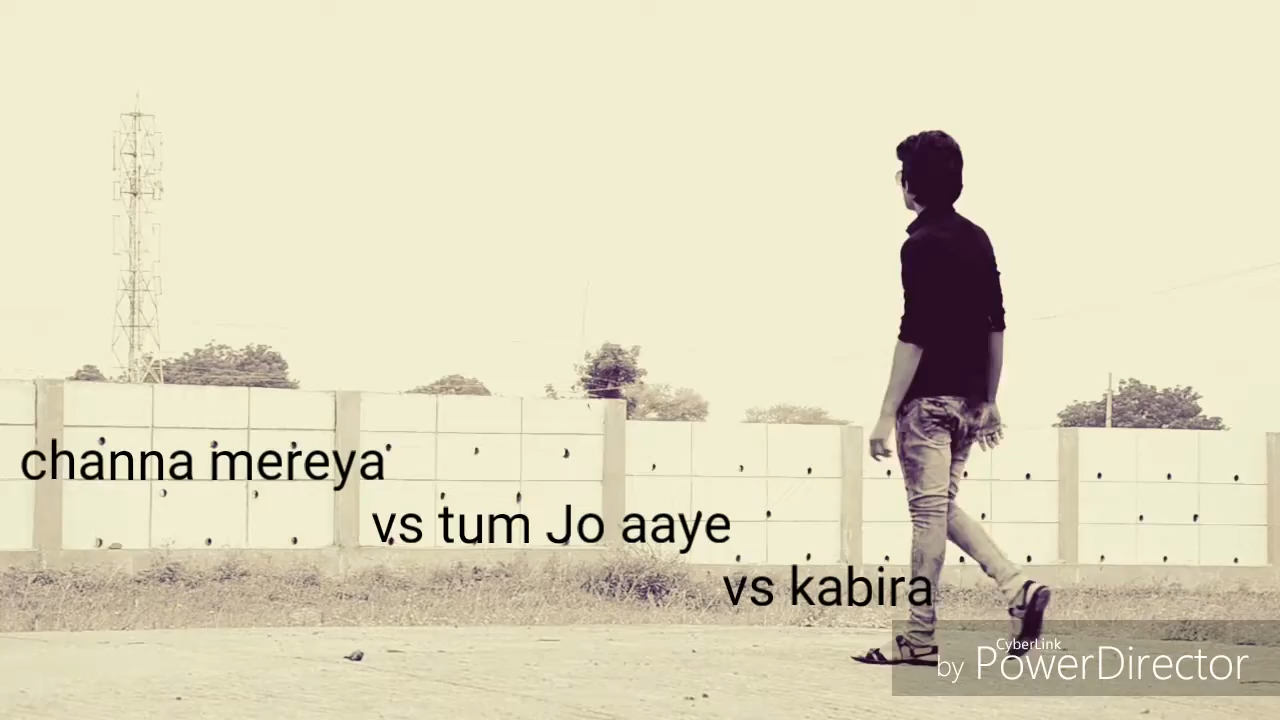 channa mereya
vs tum Jo aaye
vs kabira
CyberLink
by PowerDirector